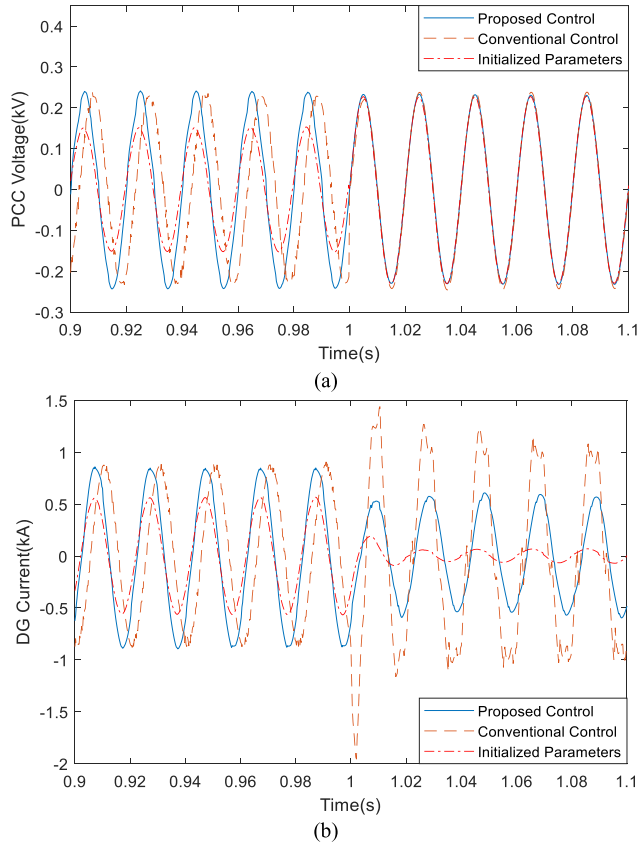 0.4
0.3
0.2
0.1
0
-0.1
-0.2
-0.3
PCC Voltage(kV)
Proposed Control
Conventional Control
Initialized Parameters
0.9 0.92 0.94 0.96 0.98 1 1.02 1.04 1.06 1.08 1.1
Time(s)
(a)
1.5
1
0.5
0
-0.5
-1
-1.5
-2
DG Current(kA)
Proposed Control
Conventional Control
Initialized Parameters
0.9 0.92 0.94 0.96 0.98 1 1.02 1.04 1.06 1.08 1.1
Time(s)
(b)